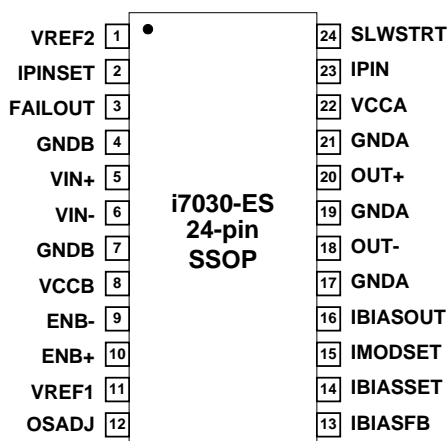 VREF2 1
IPINSET 2
FAILOUT 3
GNDB 4
VIN+ 5
VIN- 6
GNDB 7
VCCB 8
ENB- 9
ENB+ 10
VREF1 11
OSADJ 12
i7030-ES
24-pin
SSOP
24 SLWSTRT
23 IPIN
22 VCCA
21 GNDA
20 OUT+
19 GNDA
18 OUT-
17 GNDA
16 IBIASOUT
15 IMODSET
14 IBIASSET
13 IBIASFB